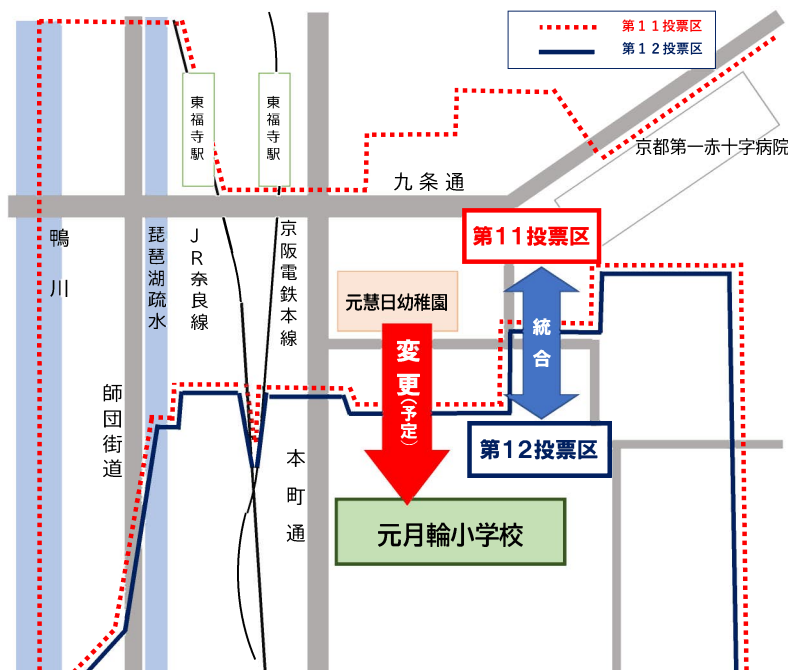 第１１投票区
第１２投票区
東福寺駅
東福寺駅
京都第一赤十字病院
九条通
第11投票区
鴨川
琵琶湖疏水
ＪＲ奈良線
京阪電鉄本線
元慧日幼稚園
統合
変更(予定)
師団街道
本町通
第12投票区
元月輪小学校